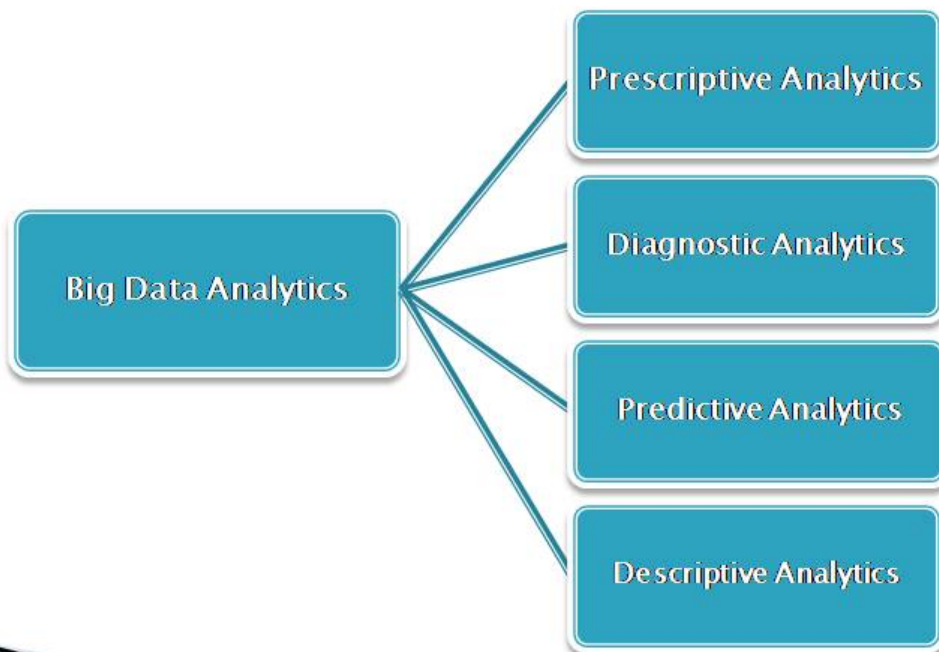 Big Data Analytics
Prescriptive Analytics
Diagnostic Analytics
Predictive Analytics
Descriptive Analytics